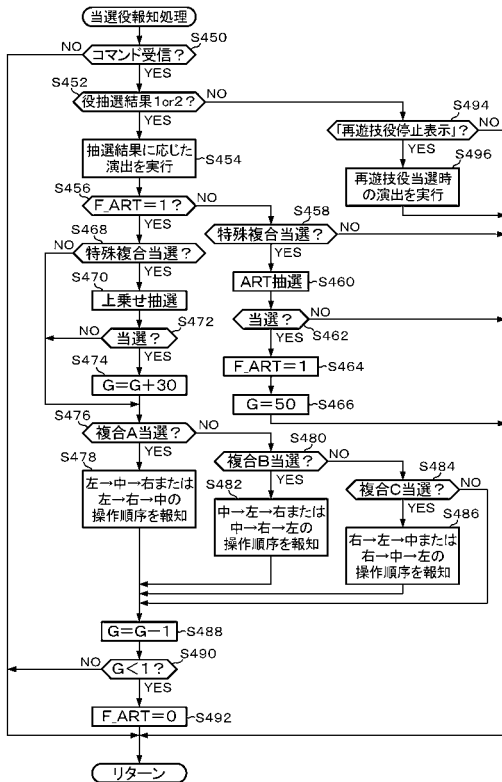 当選役報知処理
S450
NO
コマンド受信？
YES
S452
役抽選結果1or2？
NO
YES
S494
「再遊技役停止表示」？
NO
YES
抽選結果に応じた
演出を実行
S454
S496
再遊技役当選時
の演出を実行
S456
F_ART=1？
NO
YES
S458
特殊複合当選？
NO
YES
S468
NO
特殊複合当選？
YES
ART抽選
S460
S470
上乗せ抽選
当選？
NO
S462
YES
S472
NO
当選？
YES
F_ART=1
S464
S474
G=G+30
G=50
S466
S476
複合A当選？
NO
YES
S480
複合B当選？
NO
YES
S484
複合C当選？
NO
YES
S478
左→中→右または
左→右→中の
操作順序を報知
S482
中→左→右または
中→右→左の
操作順序を報知
S486
右→左→中または
右→中→左の
操作順序を報知
G=G−1
S488
S490
NO
G<1？
YES
F_ART=0
S492
リターン